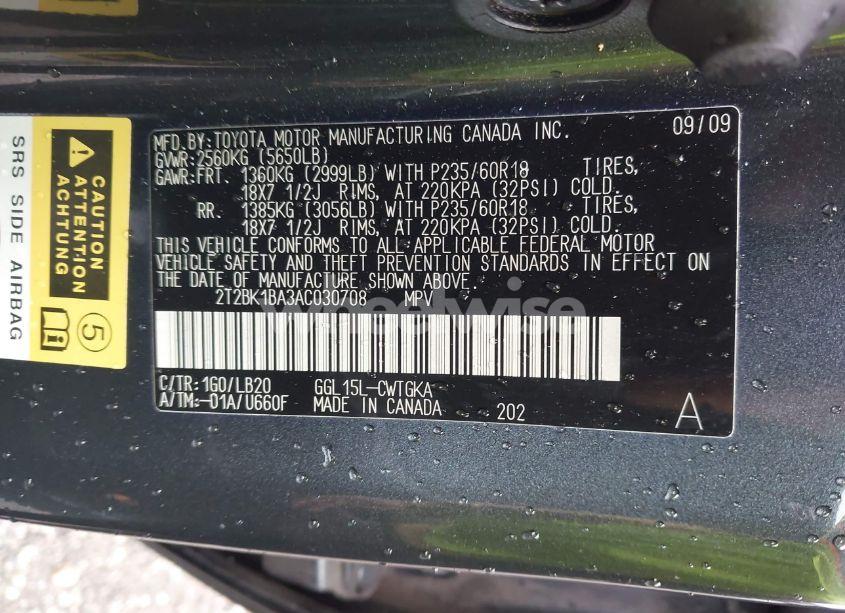 MFD. BY: TOYOTA MOTOR MANUFACTURING CANADA INC. 09/09
GVWR: 2560KG (5650LB)
GAWR: FRT. 1360KG (2999LB) WITH P235/60R18 TIRES,
18X7 1/2J RIMS, AT 220KPA (32PSI) COLD.
RR. 1385KG (3056LB) WITH P235/60R18 TIRES,
18X7 1/2J RIMS, AT 220KPA (32PSI) COLD.
THIS VEHICLE CONFORMS TO ALL APPLICABLE FEDERAL MOTOR
VEHICLE SAFETY AND THEFT PREVENTION STANDARDS IN EFFECT ON
THE DATE OF MANUFACTURE SHOWN ABOVE.
2T2BK1BA3AC030708 MPV
C/TR: 1G0/LB20 GGL15L-CWTGKA
A/TM: -01A/U660F MADE IN CANADA 202 A
SRS SIDE AIRBAG
CAUTION
ATTENTION
ACHTUNG
5
wheelwise